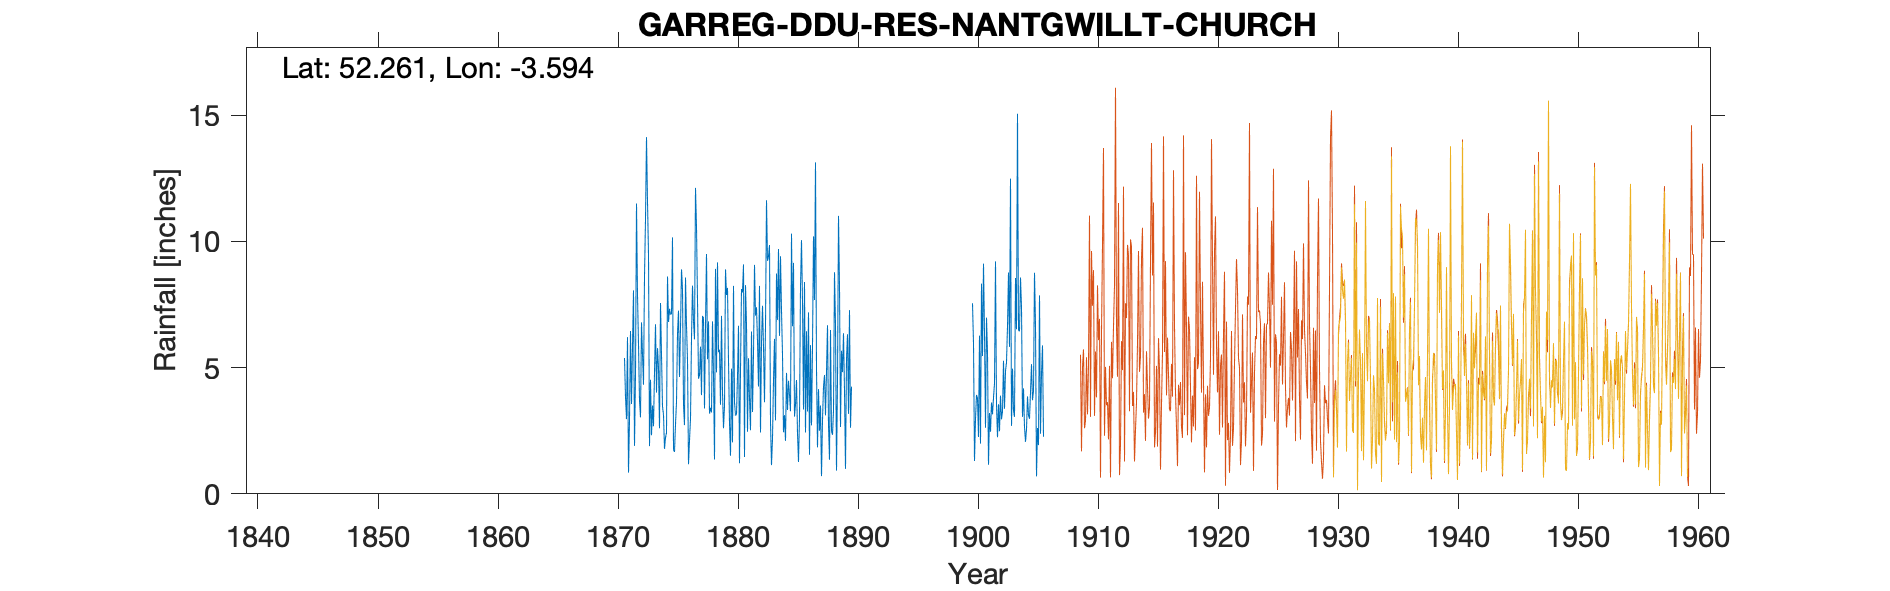 GARREG-DDU-RES-NANTGWILLT-CHURCH
Lat: 52.261, Lon: -3.594
15
10
5
0
Rainfall [inches]
1840 1850 1860 1870 1880 1890 1900 1910 1920 1930 1940 1950 1960
Year